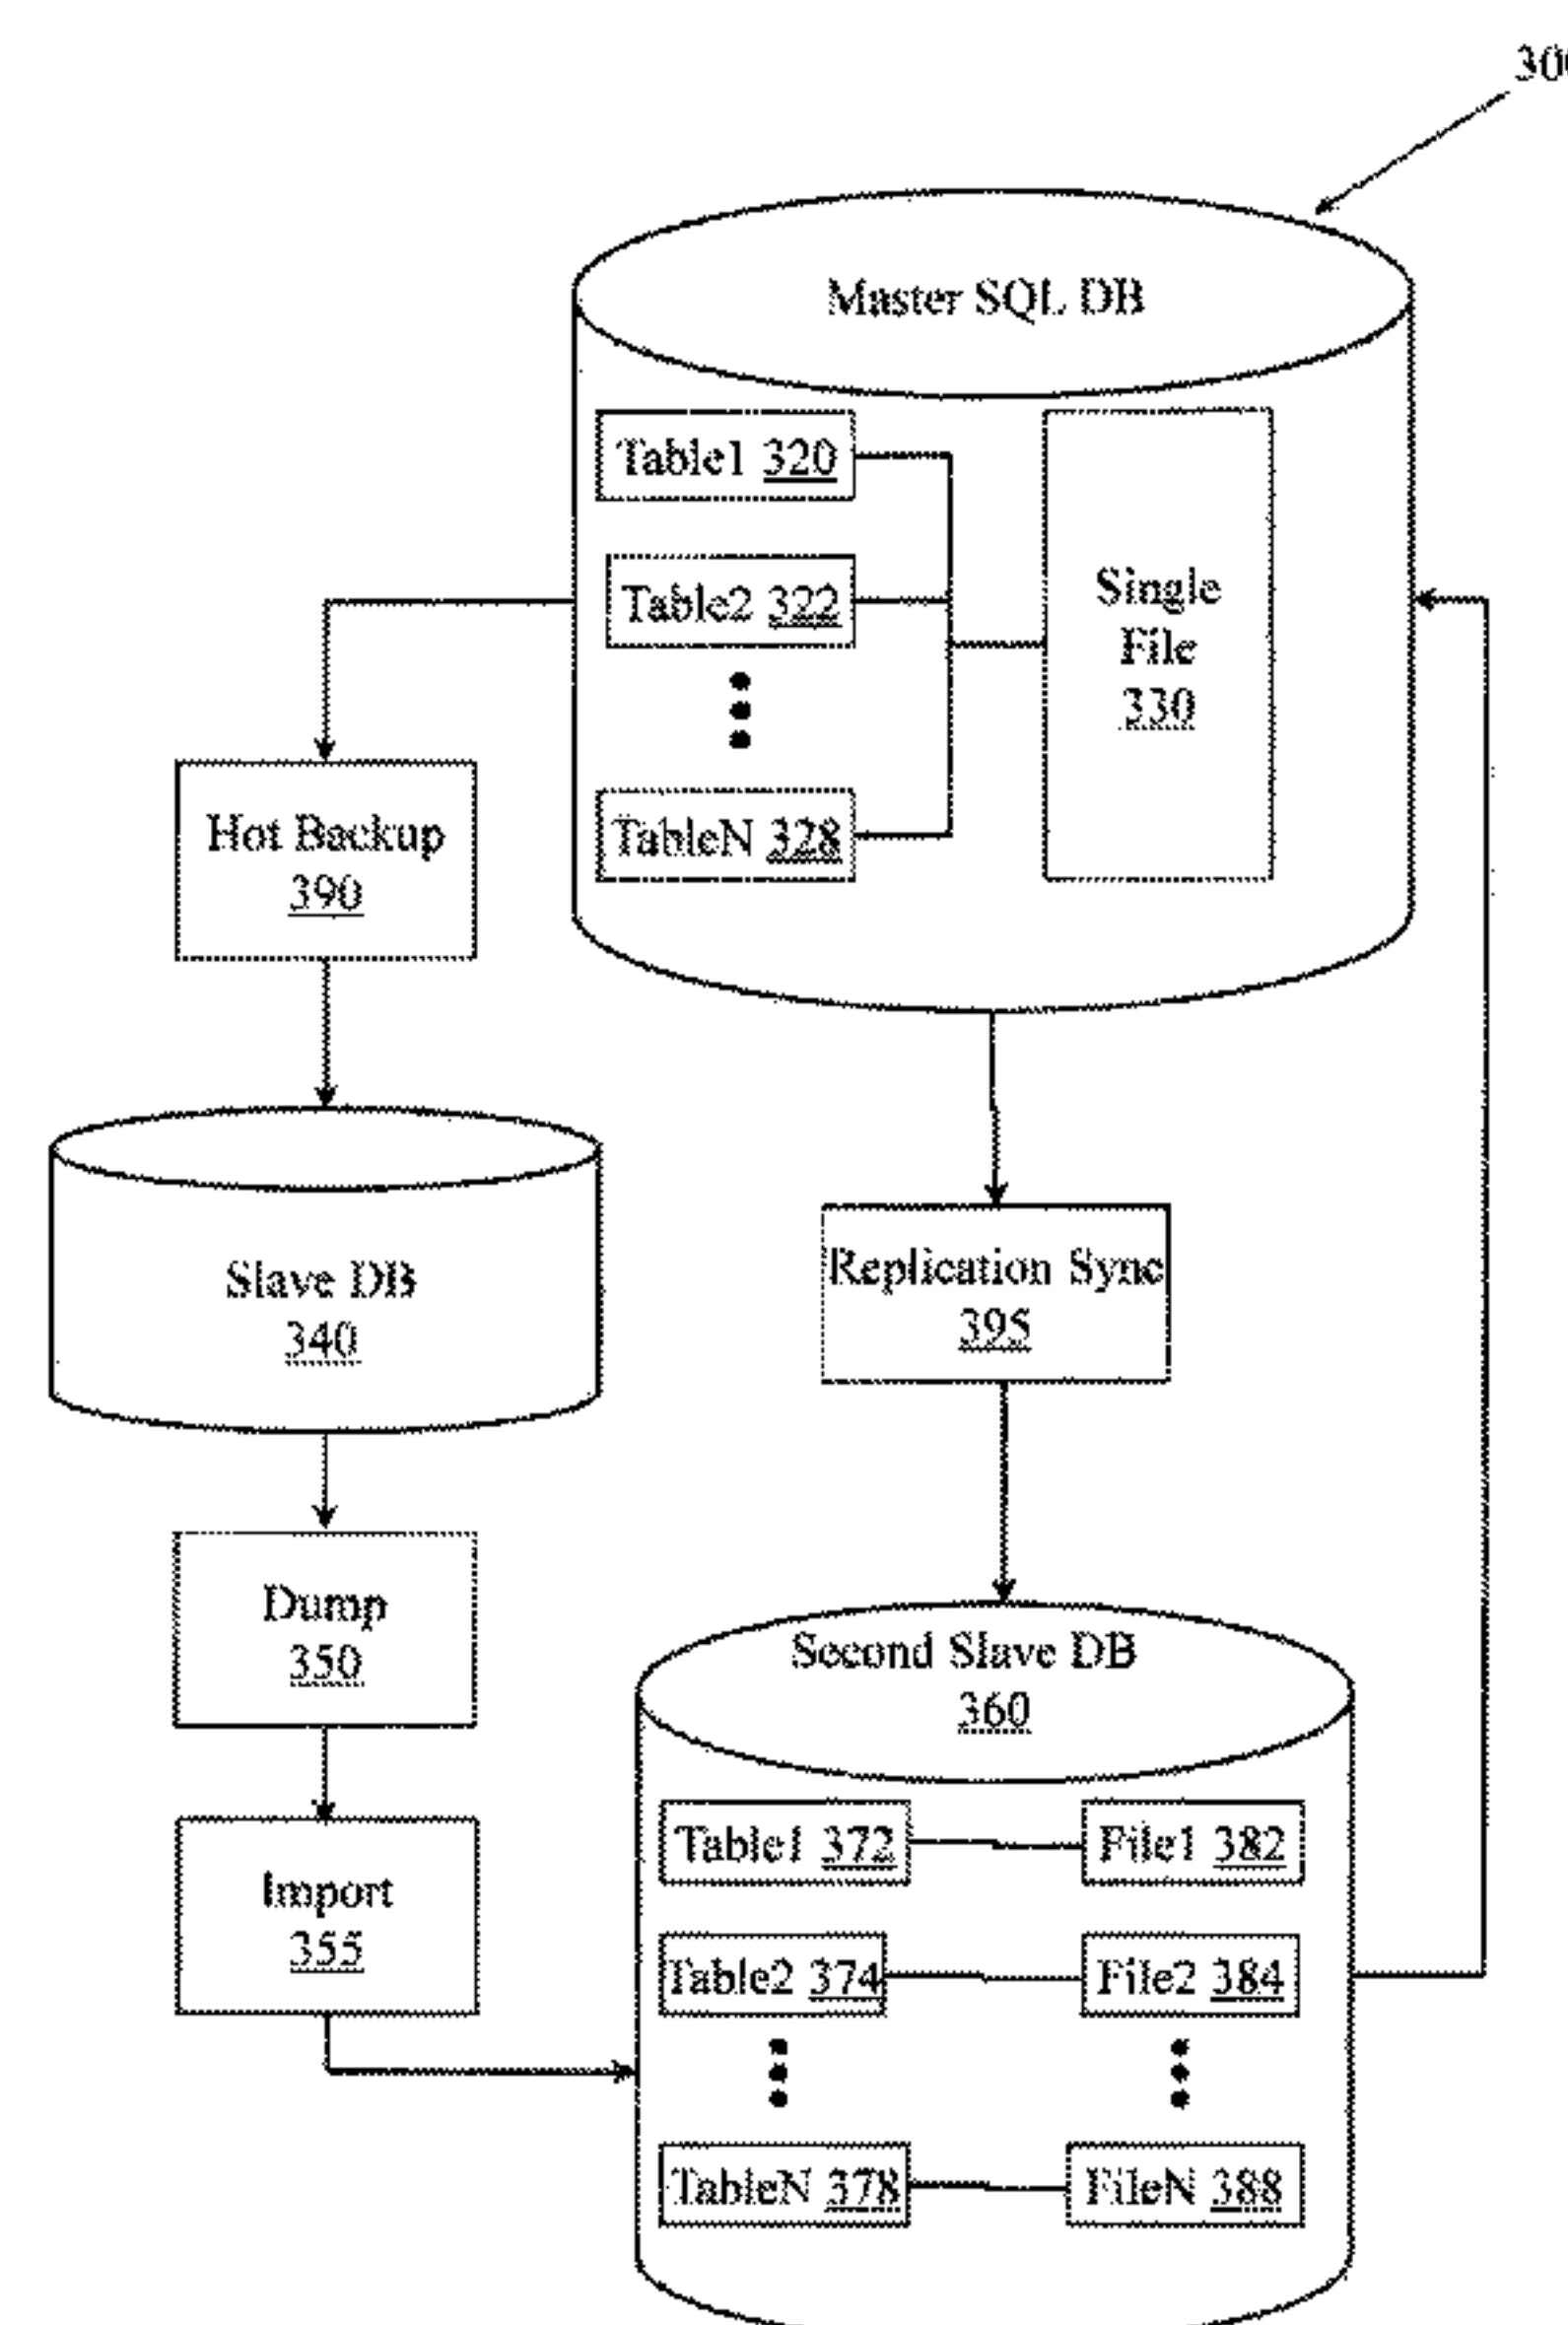 Master SQL DB
Table1 320
Table2 322
TableN 328
Single
File
330
Hot Backup
390
Slave DB
340
Replication Sync
395
Dump
350
Import
355
Second Slave DB
360
Table1 372
File1 382
Table2 374
File2 384
TableN 378
FileN 388